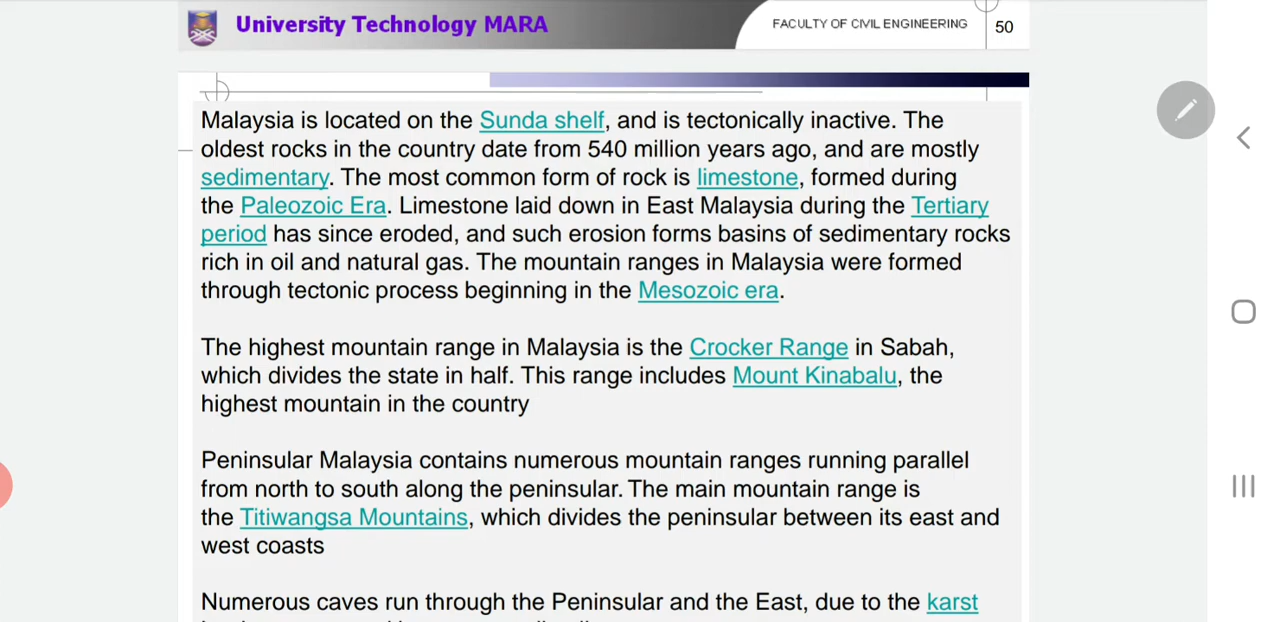 University Technology MARA
FACULTY OF CIVIL ENGINEERING
50
Malaysia is located on the Sunda shelf, and is tectonically inactive. The
oldest rocks in the country date from 540 million years ago, and are mostly
sedimentary. The most common form of rock is limestone, formed during
the Paleozoic Era. Limestone laid down in East Malaysia during the Tertiary
period has since eroded, and such erosion forms basins of sedimentary rocks
rich in oil and natural gas. The mountain ranges in Malaysia were formed
through tectonic process beginning in the Mesozoic era.
The highest mountain range in Malaysia is the Crocker Range in Sabah,
which divides the state in half. This range includes Mount Kinabalu, the
highest mountain in the country
Peninsular Malaysia contains numerous mountain ranges running parallel
from north to south along the peninsular. The main mountain range is
the Titiwangsa Mountains, which divides the peninsular between its east and
west coasts
Numerous caves run through the Peninsular and the East, due to the karst